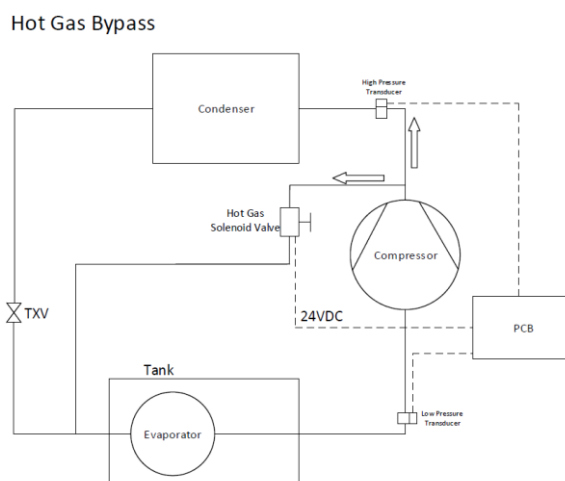 Hot Gas Bypass
High Pressure
Transducer
Condenser
Hot Gas
Solenoid Valve
Compressor
TXV
24VDC
PCB
Tank
Low Pressure
Transducer
Evaporator